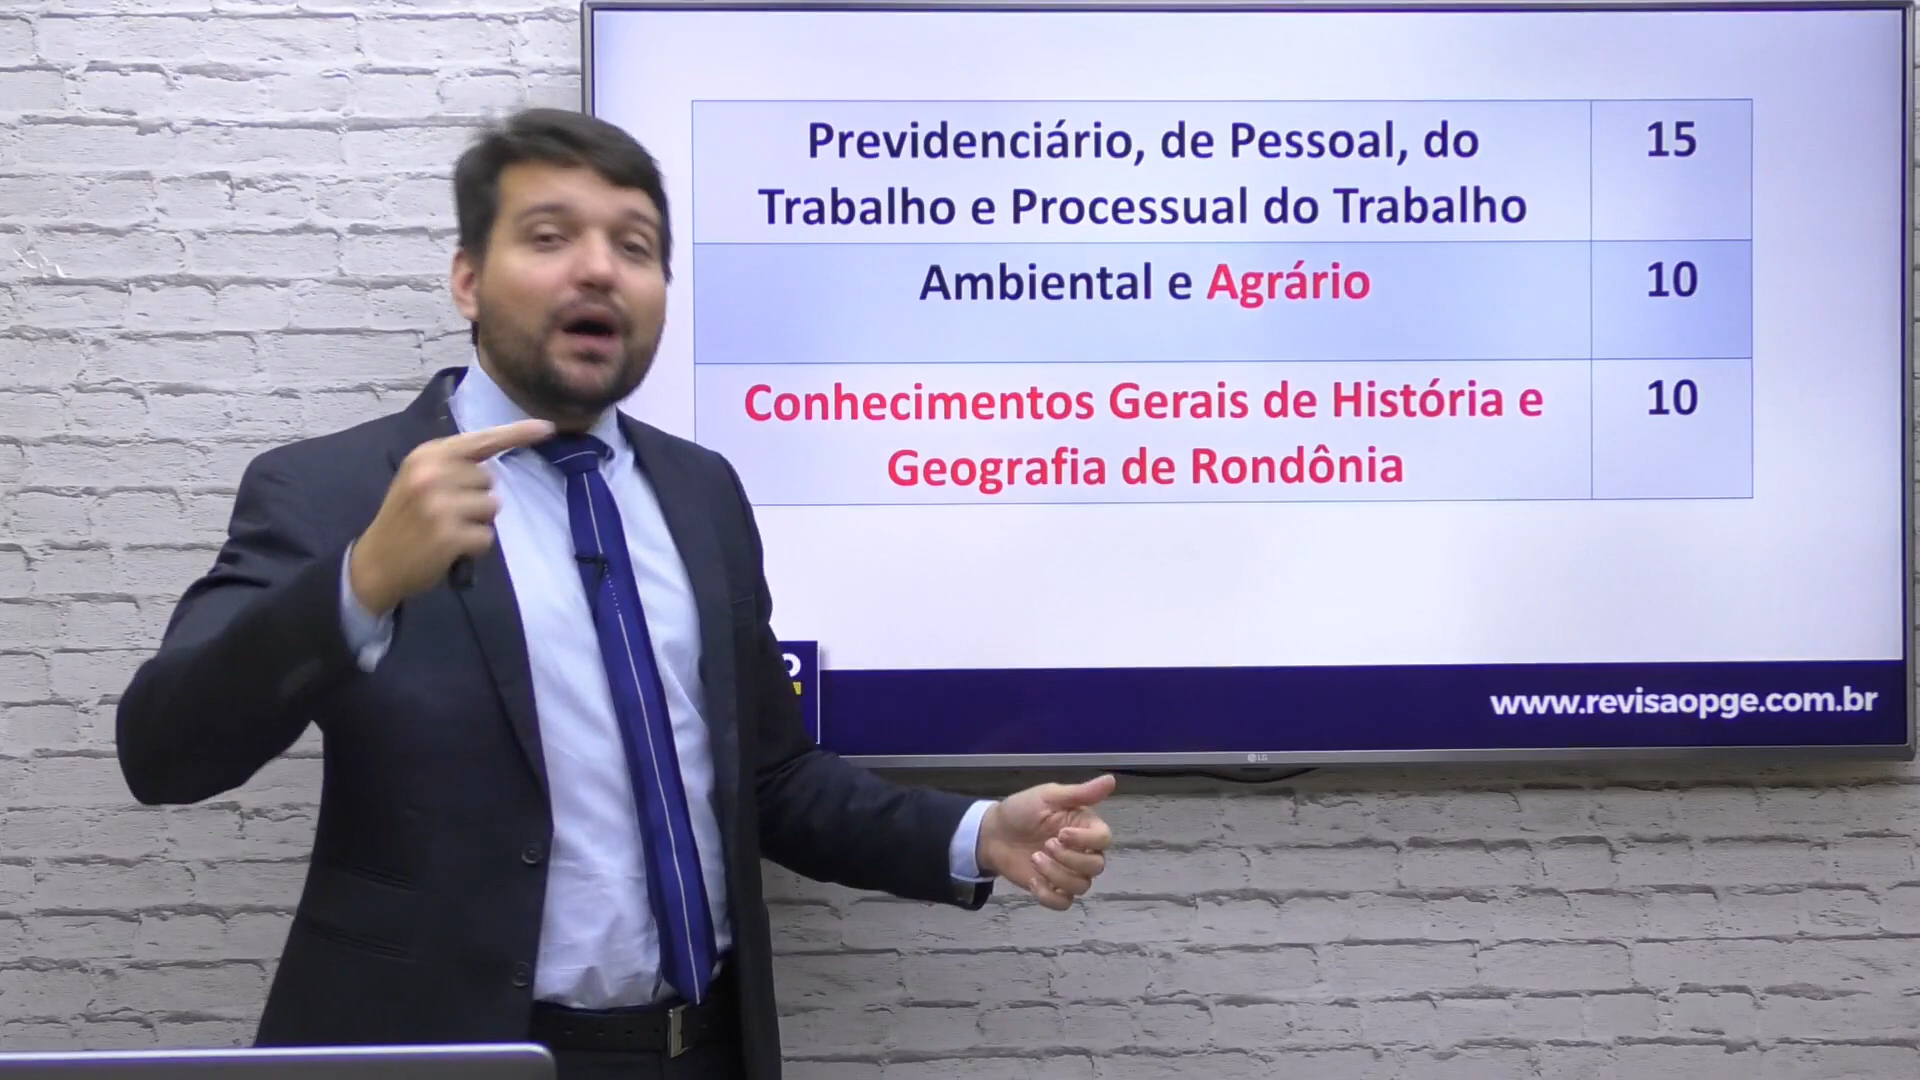 Previdenciário, de Pessoal, do
Trabalho e Processual do Trabalho
15
Ambiental e Agrário
10
Conhecimentos Gerais de História e
Geografia de Rondônia
10
www.revisaopge.com.br
LG